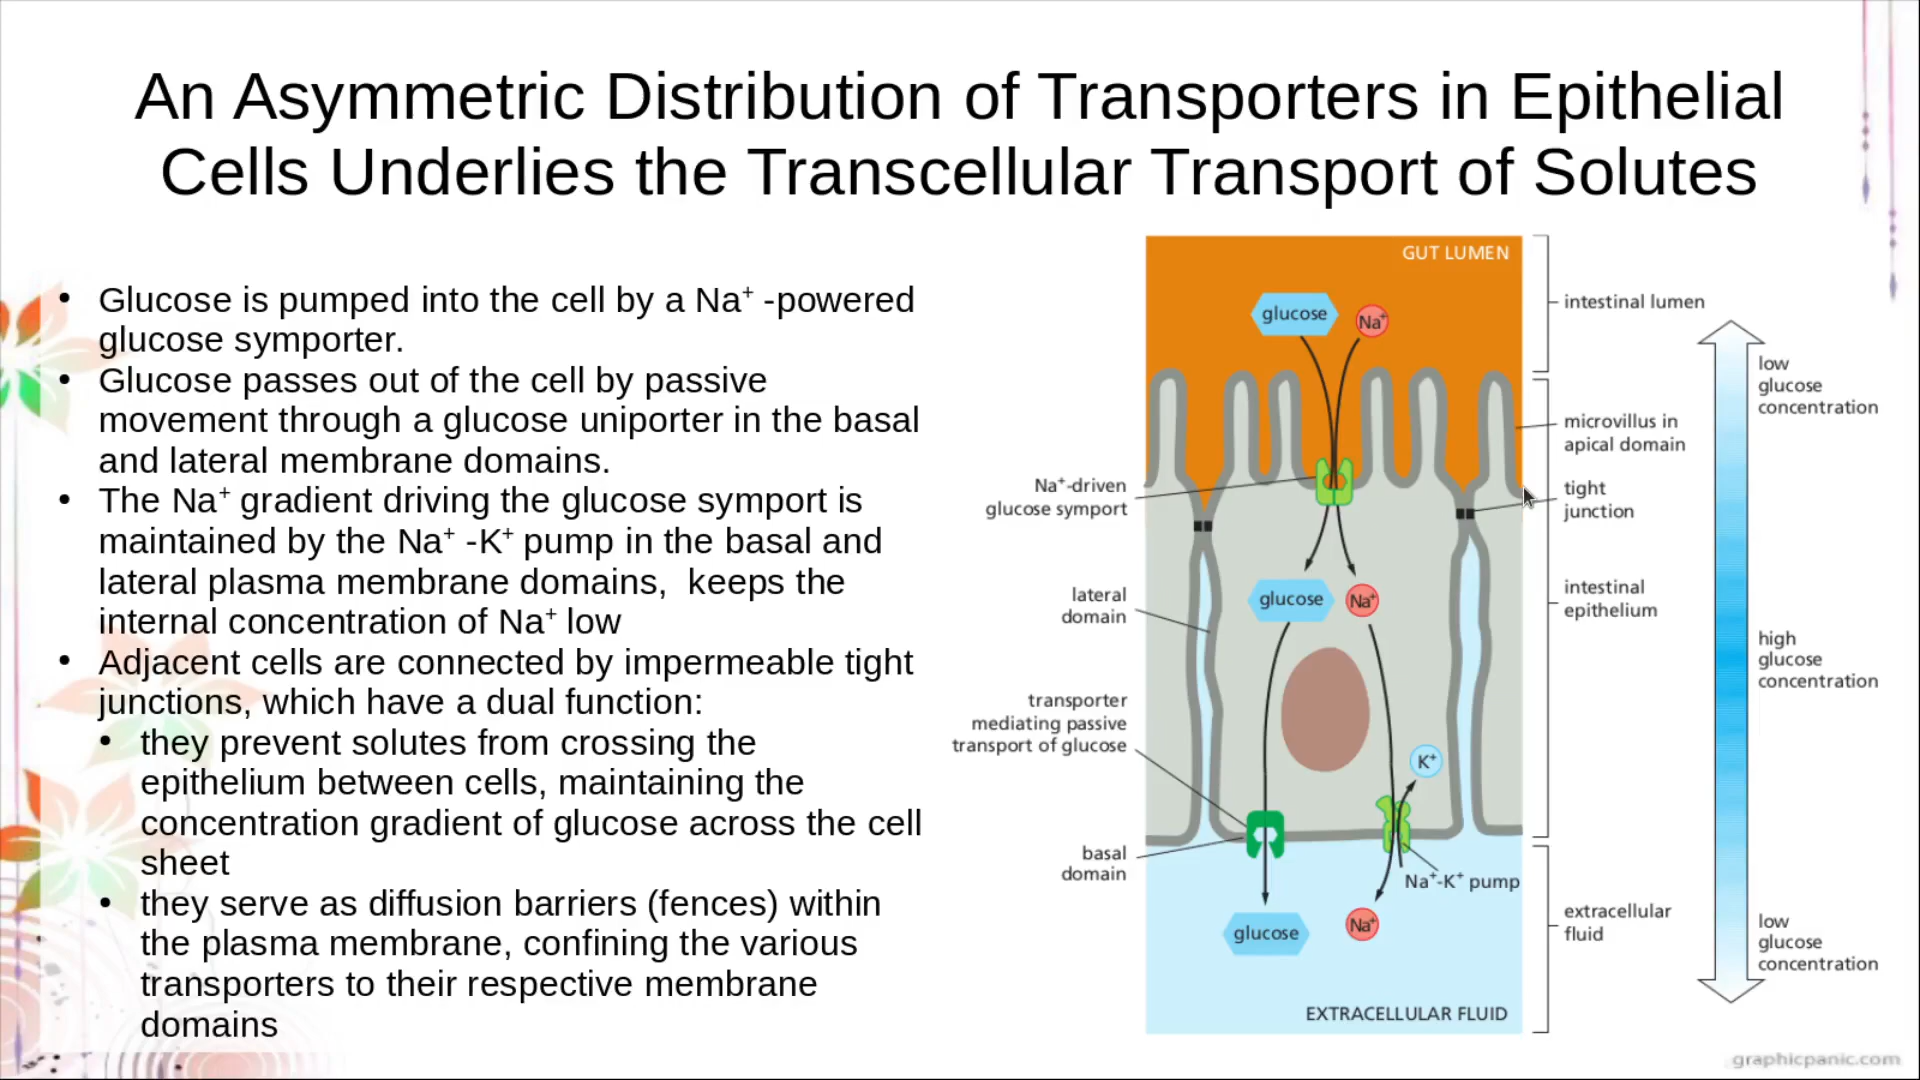 An Asymmetric Distribution of Transporters in Epithelial
Cells Underlies the Transcellular Transport of Solutes
• Glucose is pumped into the cell by a Na⁺ -powered
glucose symporter.
• Glucose passes out of the cell by passive
movement through a glucose uniporter in the basal
and lateral membrane domains.
• The Na⁺ gradient driving the glucose symport is
maintained by the Na⁺ -K⁺ pump in the basal and
lateral plasma membrane domains,  keeps the
internal concentration of Na⁺ low
• Adjacent cells are connected by impermeable tight
junctions, which have a dual function:
• they prevent solutes from crossing the
epithelium between cells, maintaining the
concentration gradient of glucose across the cell
sheet
• they serve as diffusion barriers (fences) within
the plasma membrane, confining the various
transporters to their respective membrane
domains
GUT LUMEN
glucose
Na⁺
Na⁺-driven
glucose symport
lateral
domain
glucose
Na⁺
transporter
mediating passive
transport of glucose
K⁺
basal
domain
Na⁺-K⁺ pump
glucose
Na⁺
EXTRACELLULAR FLUID
intestinal lumen
microvillus in
apical domain
tight
junction
intestinal
epithelium
extracellular
fluid
low
glucose
concentration
high
glucose
concentration
low
glucose
concentration
graphicpanic.com